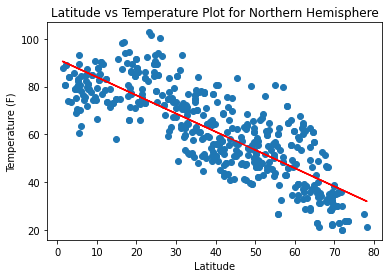 Latitude vs Temperature Plot for Northern Hemisphere
100
80
60
40
20
Temperature (F)
0 10 20 30 40 50 60 70 80
Latitude